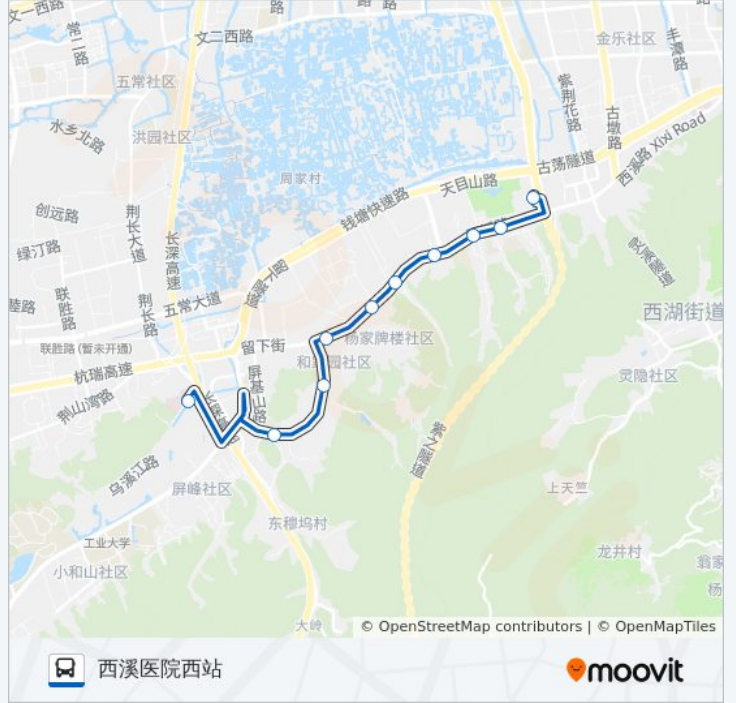 文一西路
路
路
文二西路
金乐社区
丰潭路
五常社区
紫荆花路
古墩路
水乡北路
洪园社区
西溪路 Xixi Road
古荡隧道
周家村
天目山路
钱塘快速路
创远路
荆长大道
长深高速
绿汀路
联胜路
荆长路
五常大道
西湖街道
联胜路(暂未开通)
留下街
杨家牌楼社区
杭瑞高速
屏基山路
灵隐社区
荆山湾路
紫之隧道
乌溪江路
屏峰社区
上天竺
东穆坞村
工业大学
龙井村
小和山社区
大岭
© OpenStreetMap contributors | © OpenMapTiles
西溪医院西站
moovit